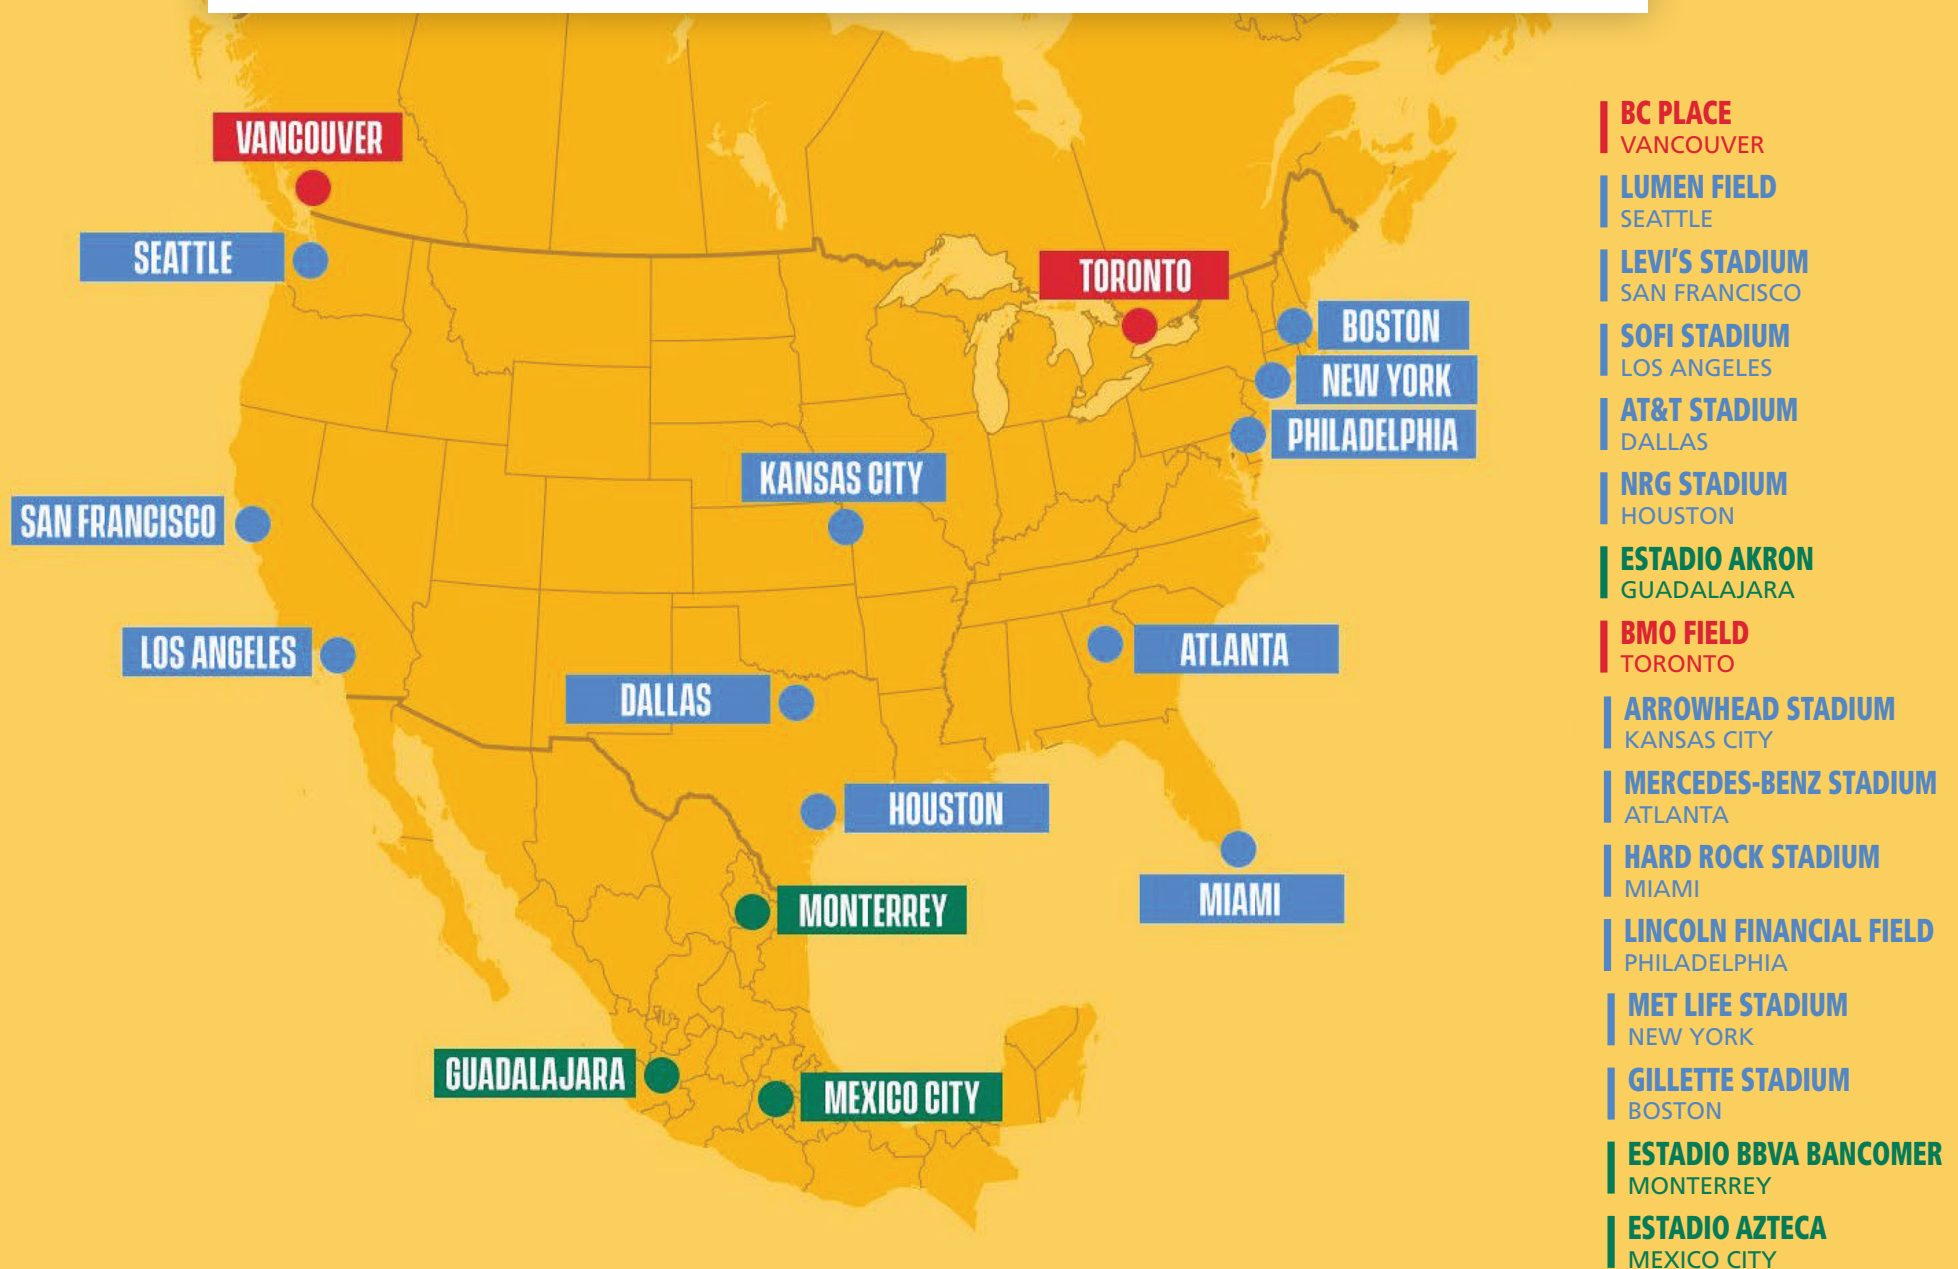 VANCOUVER
SEATTLE
TORONTO
BOSTON
NEW YORK
PHILADELPHIA
KANSAS CITY
SAN FRANCISCO
LOS ANGELES
ATLANTA
DALLAS
HOUSTON
MIAMI
MONTERREY
GUADALAJARA
MEXICO CITY
BC PLACE
VANCOUVER
LUMEN FIELD
SEATTLE
LEVI'S STADIUM
SAN FRANCISCO
SOFI STADIUM
LOS ANGELES
AT&T STADIUM
DALLAS
NRG STADIUM
HOUSTON
ESTADIO AKRON
GUADALAJARA
BMO FIELD
TORONTO
ARROWHEAD STADIUM
KANSAS CITY
MERCEDES-BENZ STADIUM
ATLANTA
HARD ROCK STADIUM
MIAMI
LINCOLN FINANCIAL FIELD
PHILADELPHIA
MET LIFE STADIUM
NEW YORK
GILLETTE STADIUM
BOSTON
ESTADIO BBVA BANCOMER
MONTERREY
ESTADIO AZTECA
MEXICO CITY